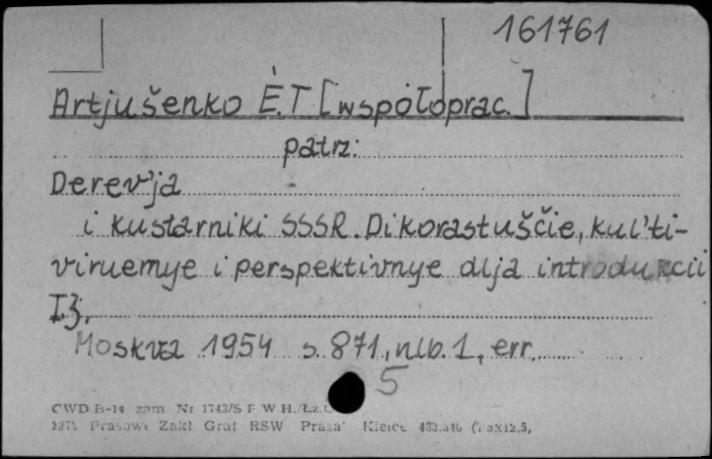 161761
Artjušenko Ė.T [współoprac.]
patrz:
Derev'ja
i kustarniki SSSR. Dikorastuščie, kul'ti-
viruemye i perspektivnye dlja introdukcii
T.3.
Moskva 1954 s. 871, nlb. 1, err.
5
CWD B-14 zam Nr 1743/S F W.H./Łz.
Prasowe Zakł Graf RSW "Prasa" Kielce